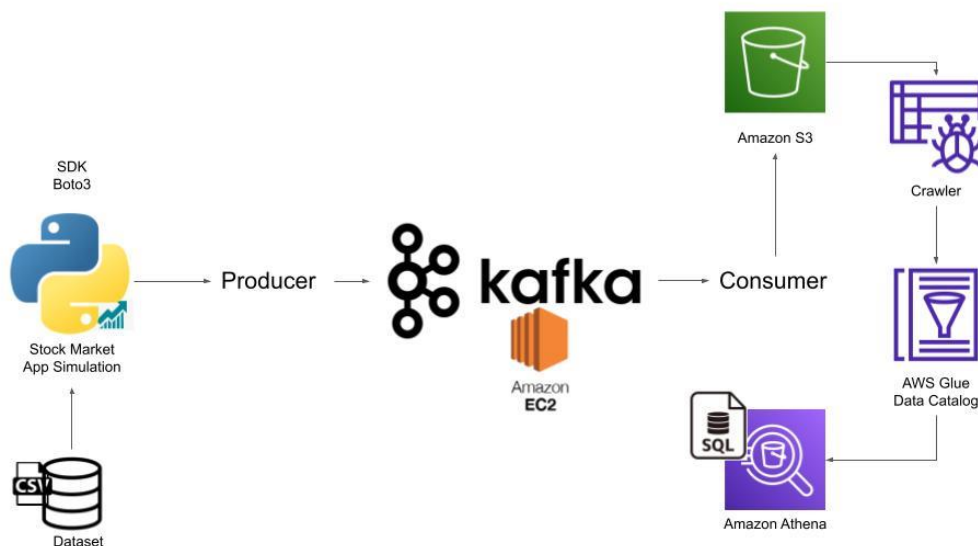 SDK
Boto3
Stock Market
App Simulation
CSV
Dataset
Producer
kafka
Amazon
EC2
Consumer
Amazon S3
Crawler
AWS Glue
Data Catalog
SQL
Amazon Athena